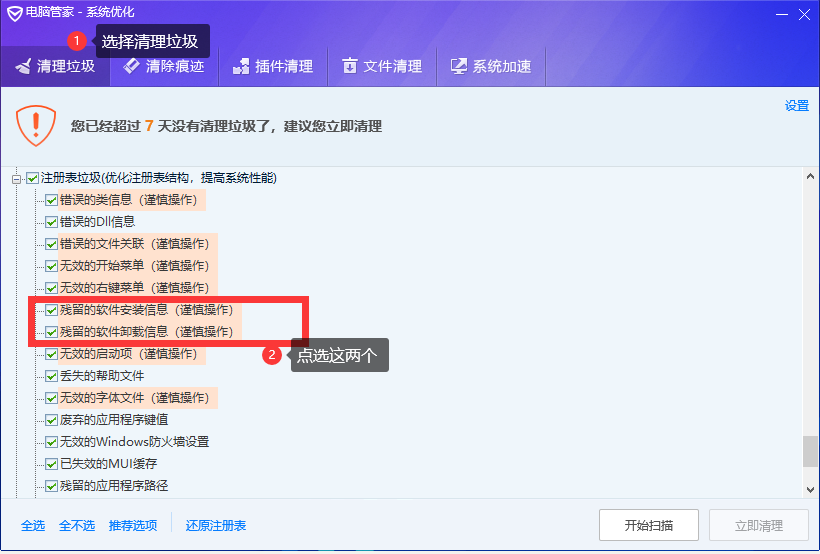 电脑管家 - 系统优化
1 选择清理垃圾
清理垃圾 清除痕迹 插件清理 文件清理 系统加速
设置
您已经超过 7 天没有清理垃圾了，建议您立即清理
注册表垃圾(优化注册表结构，提高系统性能)
错误的类信息（谨慎操作）
错误的Dll信息
错误的文件关联（谨慎操作）
无效的开始菜单（谨慎操作）
无效的右键菜单（谨慎操作）
残留的软件安装信息（谨慎操作）
残留的软件卸载信息（谨慎操作）
无效的启动项（谨慎操作）
2 点选这两个
丢失的帮助文件
无效的字体文件（谨慎操作）
废弃的应用程序键值
无效的Windows防火墙设置
已失效的MUI缓存
残留的应用程序路径
全选 全不选 推荐选项 还原注册表 开始扫描 立即清理